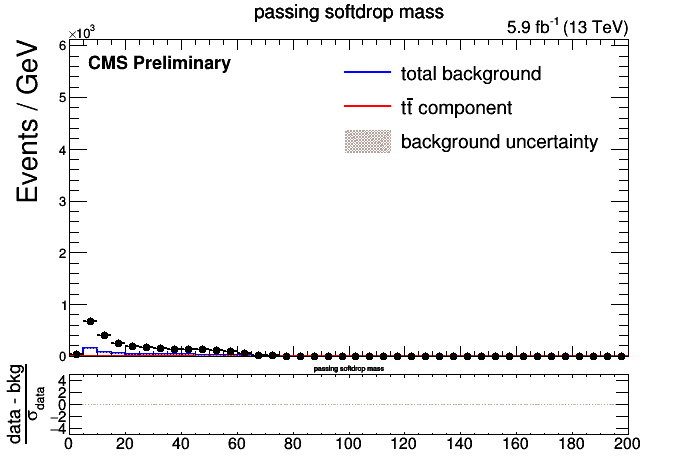 passing softdrop mass
×10³
5.9 fb⁻¹ (13 TeV)
CMS Preliminary
Events / GeV
total background
tt̄ component
background uncertainty
6
5
4
3
2
1
0
passing softdrop mass
data - bkg
σ_data
4
2
0
−2
−4
0 20 40 60 80 100 120 140 160 180 200